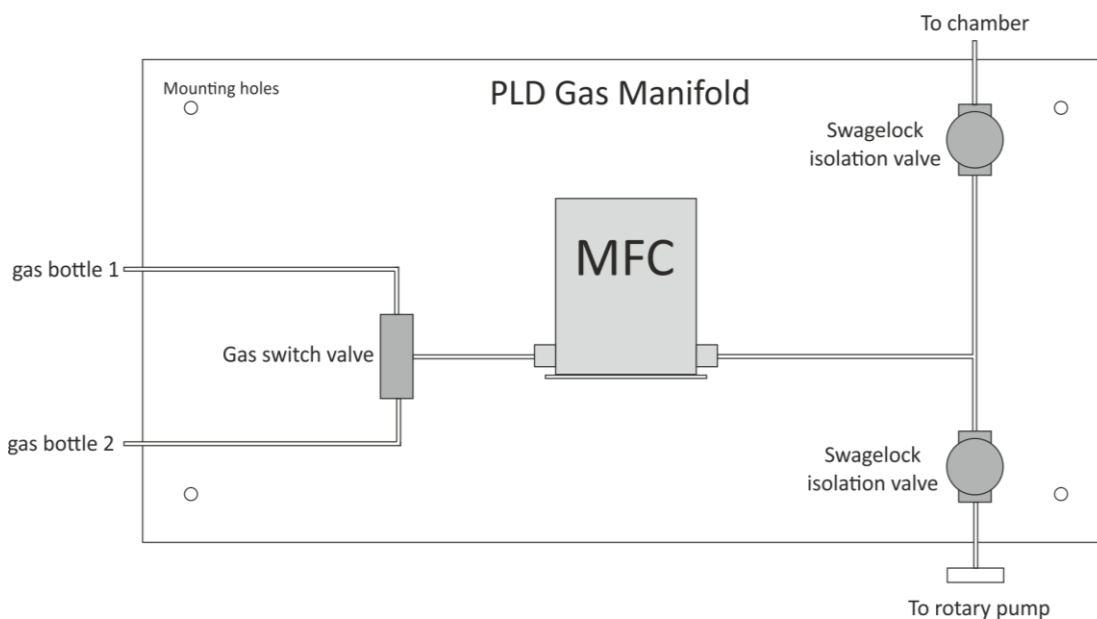 To chamber
Mounting holes
PLD Gas Manifold
Swagelock
isolation valve
MFC
gas bottle 1
Gas switch valve
gas bottle 2
Swagelock
isolation valve
To rotary pump